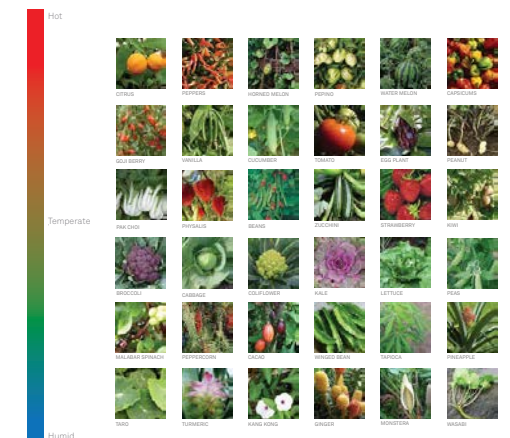 Hot
CITRUS
PEPPERS
HORNED MELON
PEPINO
WATER MELON
CAPSICUMS
GOJI BERRY
VANILLA
CUCUMBER
TOMATO
EGG PLANT
PEANUT
Temperate
PAK CHOI
PHYSALIS
BEANS
ZUCCHINI
STRAWBERRY
KIWI
BROCCOLI
CABBAGE
COLIFLOWER
KALE
LETTUCE
PEAS
MALABAR SPINACH
PEPPERCORN
CACAO
WINGED BEAN
TAPIOCA
PINEAPPLE
TARO
TURMERIC
KANG KONG
GINGER
MONSTERA
WASABI
Humid